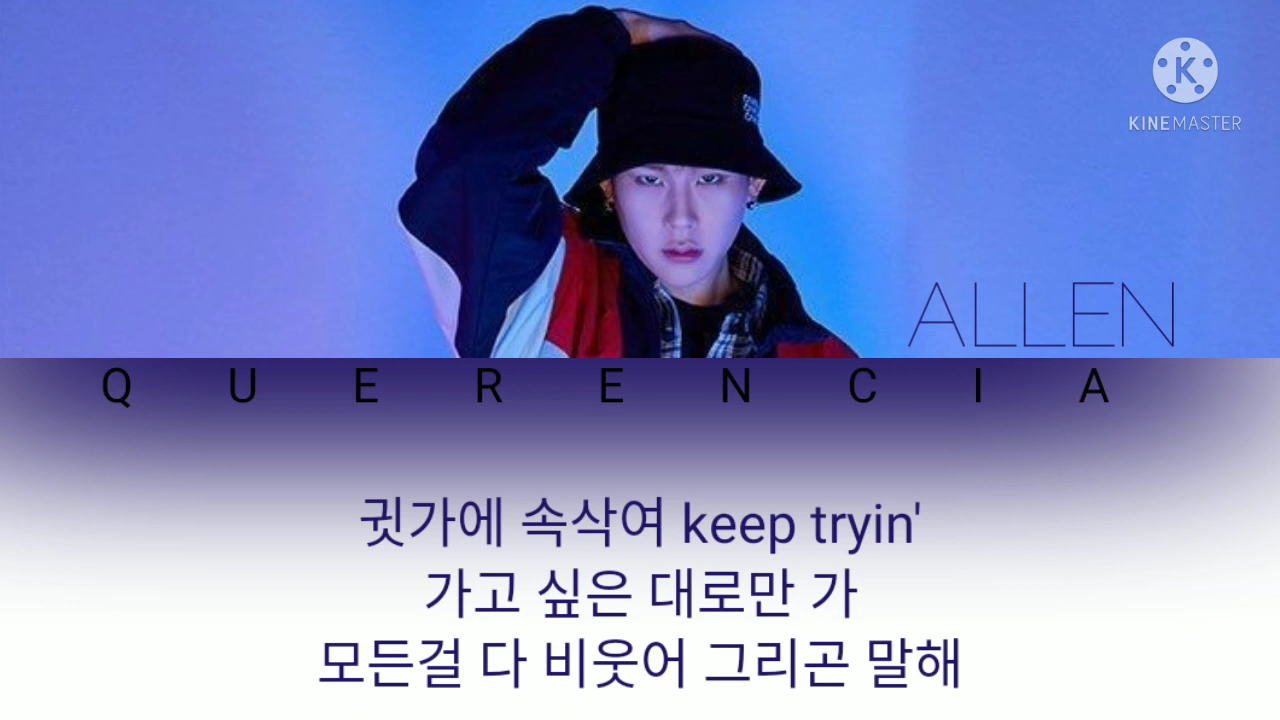 KINEMASTER
ALLEN
QUERENCIA
귓가에 속삭여 keep tryin'
가고 싶은 대로만 가
모든걸 다 비웃어 그리곤 말해